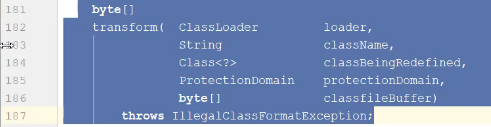 181 byte[]
182 transform( ClassLoader loader,
183 String className,
184 Class<?> classBeingRedefined,
185 ProtectionDomain protectionDomain,
186 byte[] classfileBuffer)
187 throws IllegalClassFormatException;